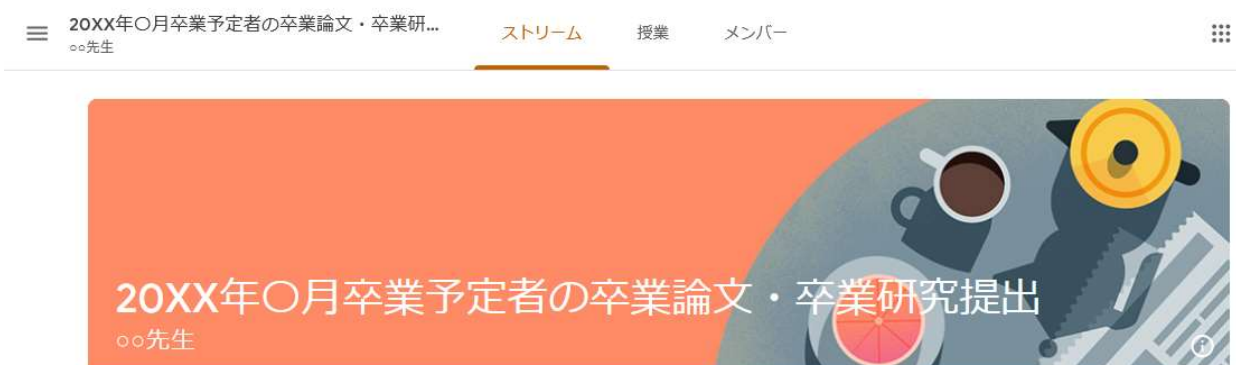 20XX年〇月卒業予定者の卒業論文・卒業研...
○○先生
ストリーム
授業
メンバー
20XX年〇月卒業予定者の卒業論文・卒業研究提出
○○先生